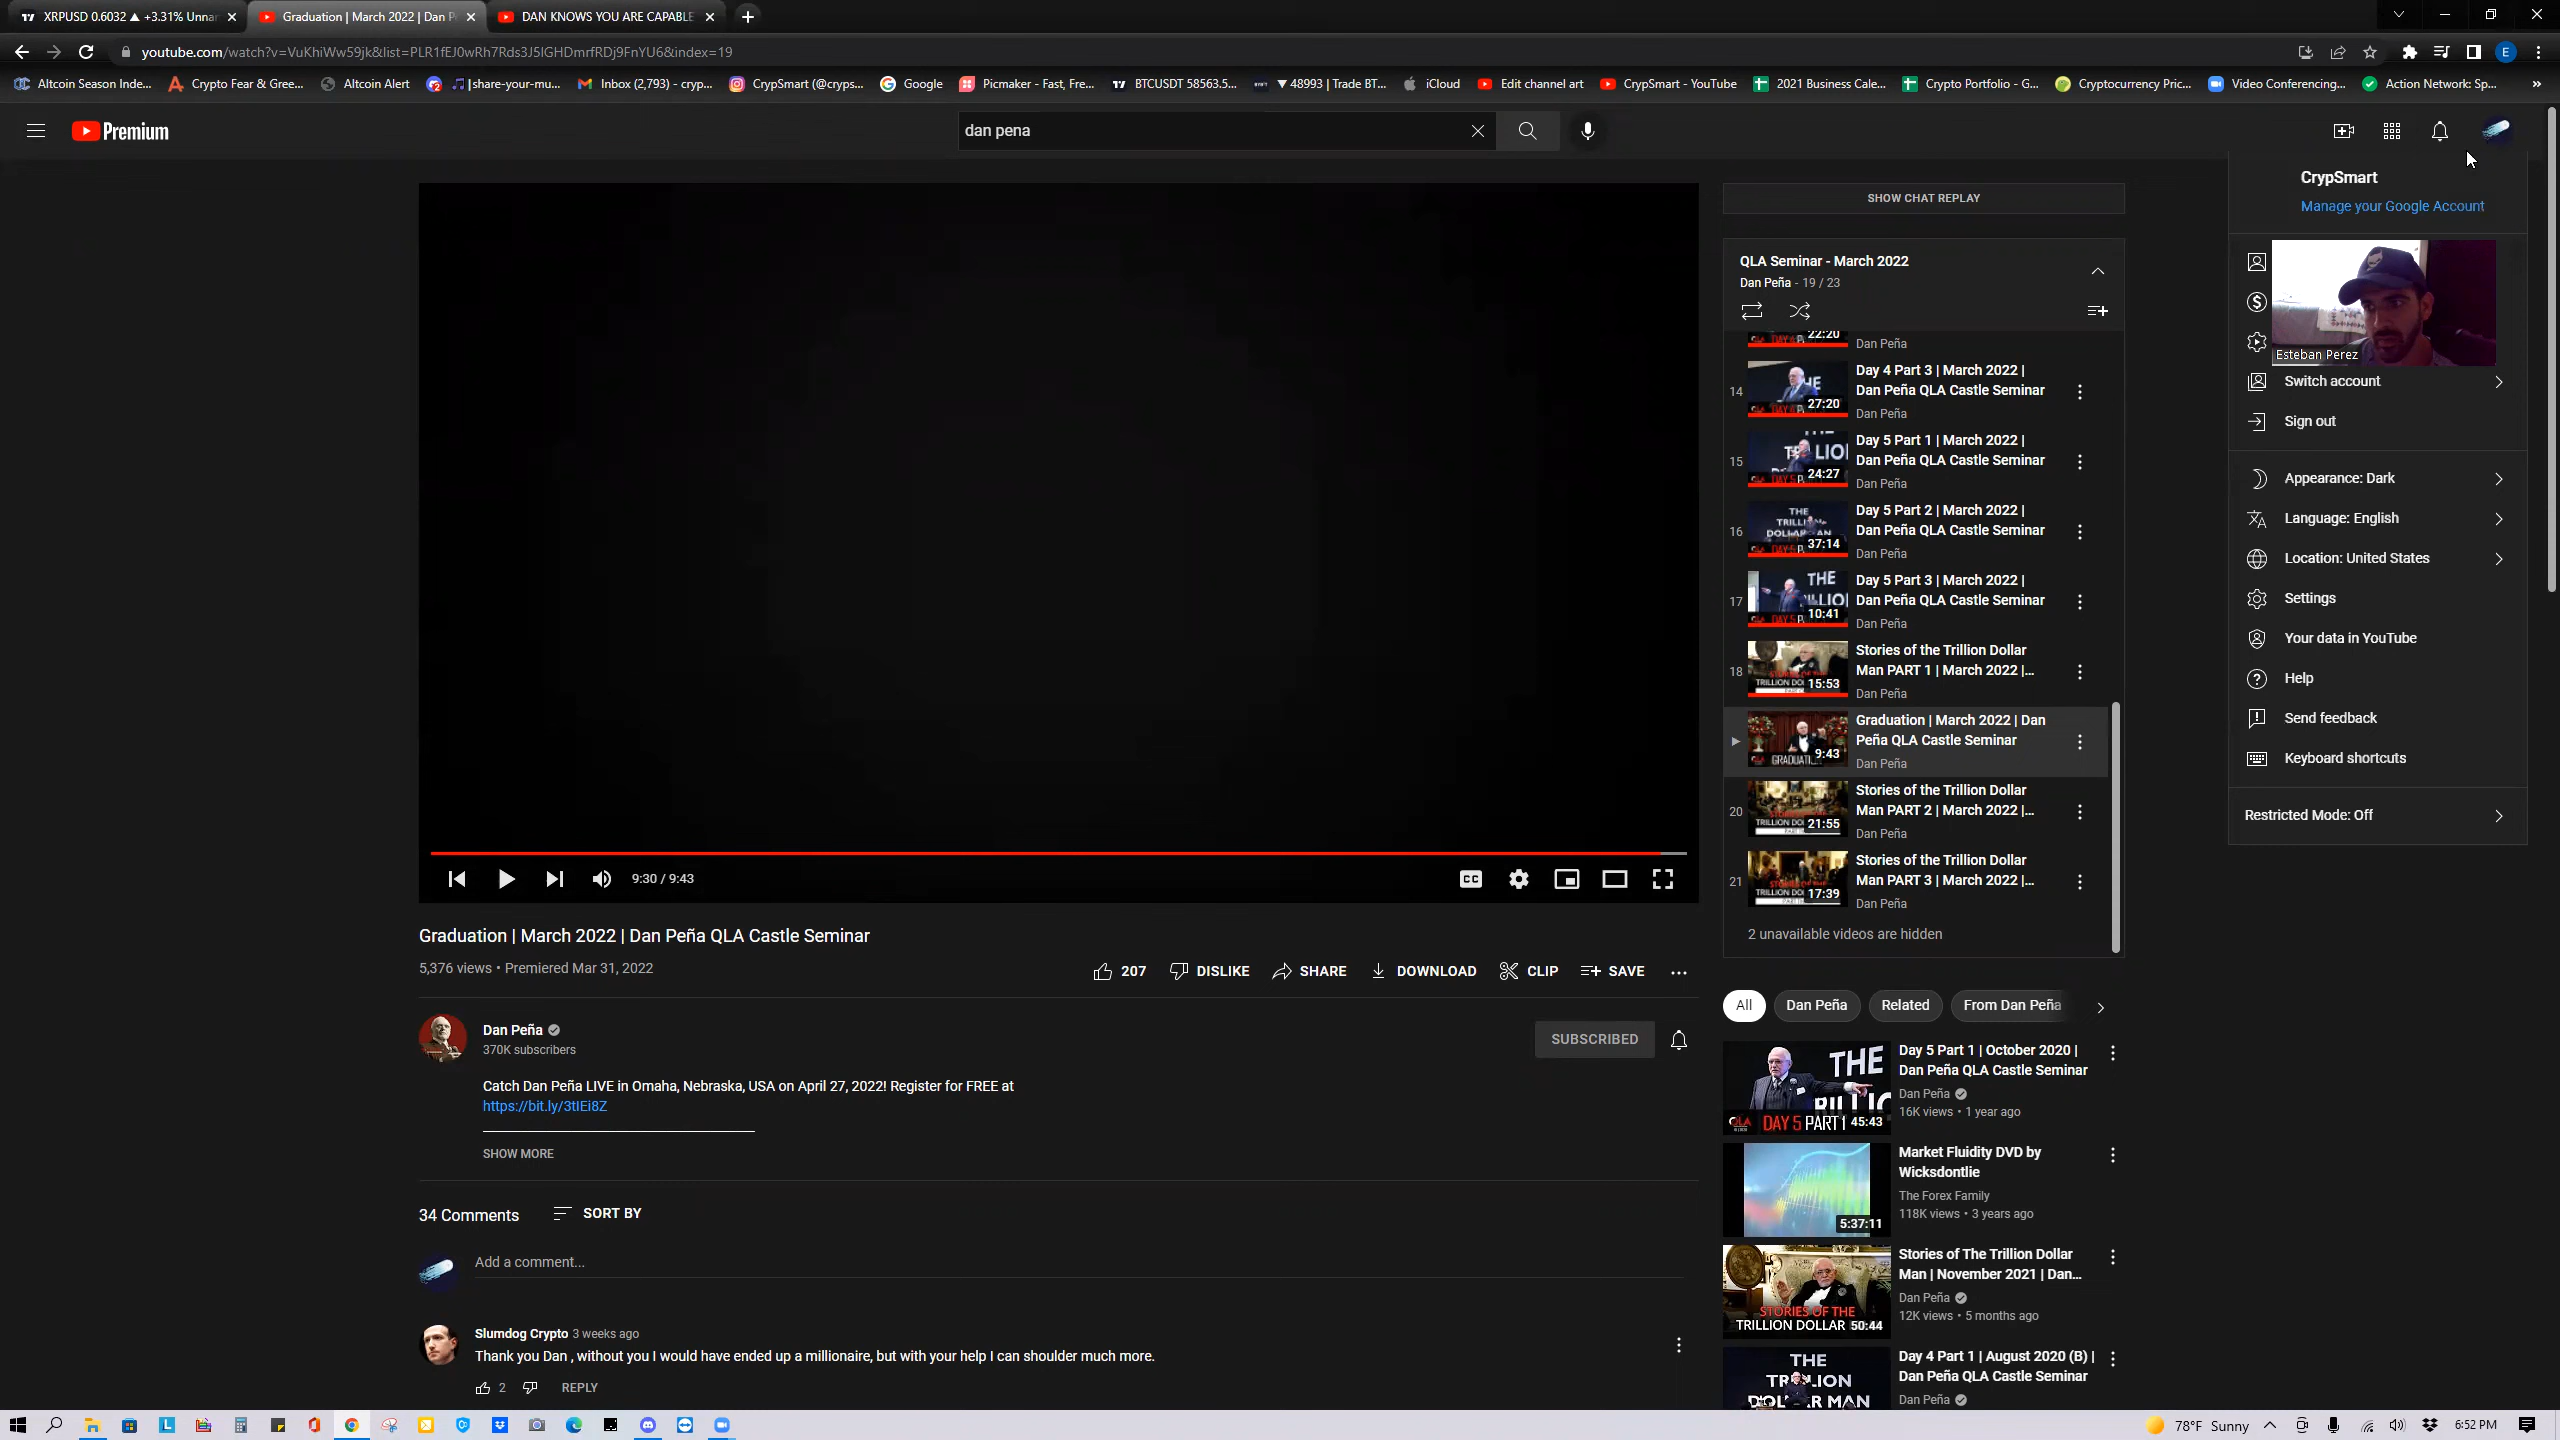 XRPUSD 0.6032 ▲ +3.31% Unnar
Graduation | March 2022 | Dan P
DAN KNOWS YOU ARE CAPABLE
youtube.com/watch?v=VuKhiWw59jk&list=PLR1fEJ0wRh7Rds3J5IGHDmrfRDj9FnYU6&index=19
E
Altcoin Season Inde...
Crypto Fear & Gree...
Altcoin Alert
|share-your-mu...
Inbox (2,793) - cryp...
CrypSmart (@cryps...
Google
Picmaker - Fast, Fre...
BTCUSDT 58563.5...
▼ 48993 | Trade BT...
iCloud
Edit channel art
CrypSmart - YouTube
2021 Business Cale...
Crypto Portfolio - G...
Cryptocurrency Pric...
Video Conferencing...
Action Network: Sp...
»
Premium
dan pena
CrypSmart
Manage your Google Account
Esteban Perez
Switch account
Sign out
Appearance: Dark
Language: English
Location: United States
Settings
Your data in YouTube
Help
Send feedback
Keyboard shortcuts
Restricted Mode: Off
SHOW CHAT REPLAY
QLA Seminar - March 2022
Dan Peña - 19 / 23
22:20
Dan Peña
14
27:20
Day 4 Part 3 | March 2022 |
Dan Peña QLA Castle Seminar
Dan Peña
15
24:27
Day 5 Part 1 | March 2022 |
Dan Peña QLA Castle Seminar
Dan Peña
16
THE
37:14
Day 5 Part 2 | March 2022 |
Dan Peña QLA Castle Seminar
Dan Peña
17
THE
10:41
Day 5 Part 3 | March 2022 |
Dan Peña QLA Castle Seminar
Dan Peña
18
15:53
Stories of the Trillion Dollar
Man PART 1 | March 2022 |...
Dan Peña
9:43
Graduation | March 2022 | Dan
Peña QLA Castle Seminar
Dan Peña
20
21:55
Stories of the Trillion Dollar
Man PART 2 | March 2022 |...
Dan Peña
21
17:39
Stories of the Trillion Dollar
Man PART 3 | March 2022 |...
Dan Peña
2 unavailable videos are hidden
9:30 / 9:43
CC
Graduation | March 2022 | Dan Peña QLA Castle Seminar
5,376 views • Premiered Mar 31, 2022
207
DISLIKE
SHARE
DOWNLOAD
CLIP
SAVE
Dan Peña
370K subscribers
SUBSCRIBED
Catch Dan Peña LIVE in Omaha, Nebraska, USA on April 27, 2022! Register for FREE at
https://bit.ly/3tIEi8Z
SHOW MORE
34 Comments
SORT BY
Add a comment...
Slumdog Crypto 3 weeks ago
Thank you Dan , without you I would have ended up a millionaire, but with your help I can shoulder much more.
2
REPLY
All
Dan Peña
Related
From Dan Peña
THE
DAY 5 PART 1
45:43
Day 5 Part 1 | October 2020 |
Dan Peña QLA Castle Seminar
Dan Peña
16K views • 1 year ago
5:37:11
Market Fluidity DVD by
Wicksdontlie
The Forex Family
118K views • 3 years ago
STORIES OF THE
TRILLION DOLLAR
50:44
Stories of The Trillion Dollar
Man | November 2021 | Dan...
Dan Peña
12K views • 5 months ago
THE
TRILLION
DOLLAR MAN
Day 4 Part 1 | August 2020 (B) |
Dan Peña QLA Castle Seminar
Dan Peña
78°F Sunny
6:52 PM